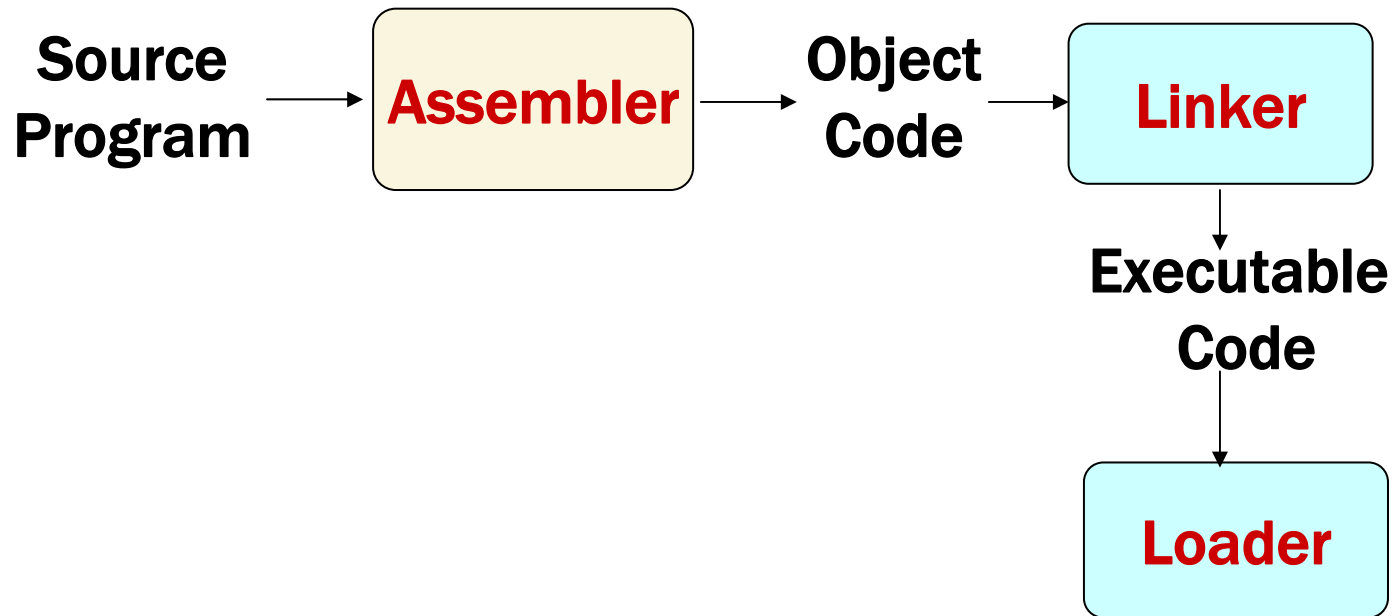 Source
Program
Assembler
Object
Code
Linker
Executable
Code
Loader